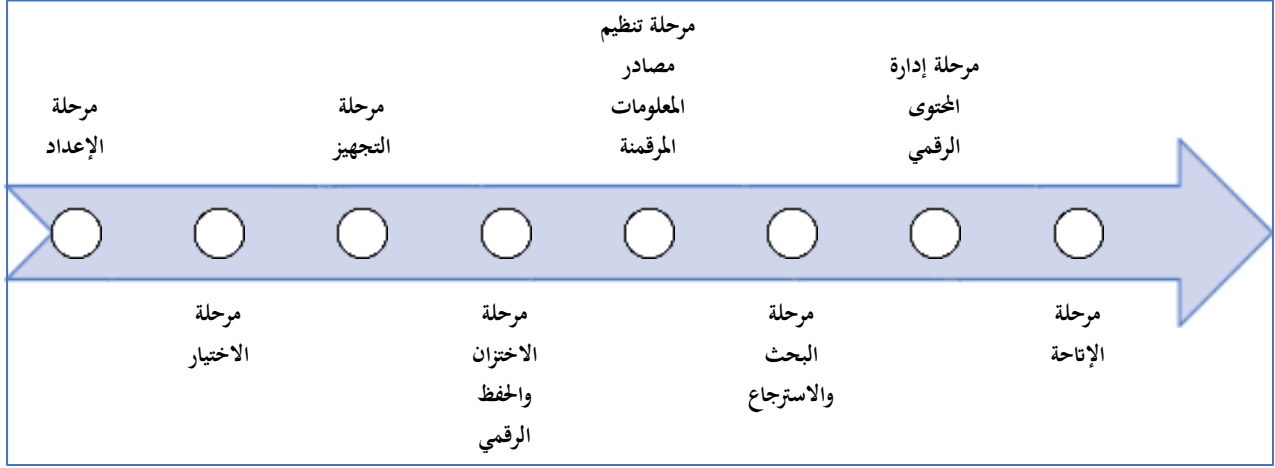 مرحلة
الإعداد
مرحلة
الاختيار
مرحلة
التجهيز
مرحلة
الاختزان
والحفظ
الرقمي
مرحلة تنظيم
مصادر
المعلومات
المرقمنة
مرحلة
البحث
والاسترجاع
مرحلة إدارة
المحتوى
الرقمي
مرحلة
الإتاحة